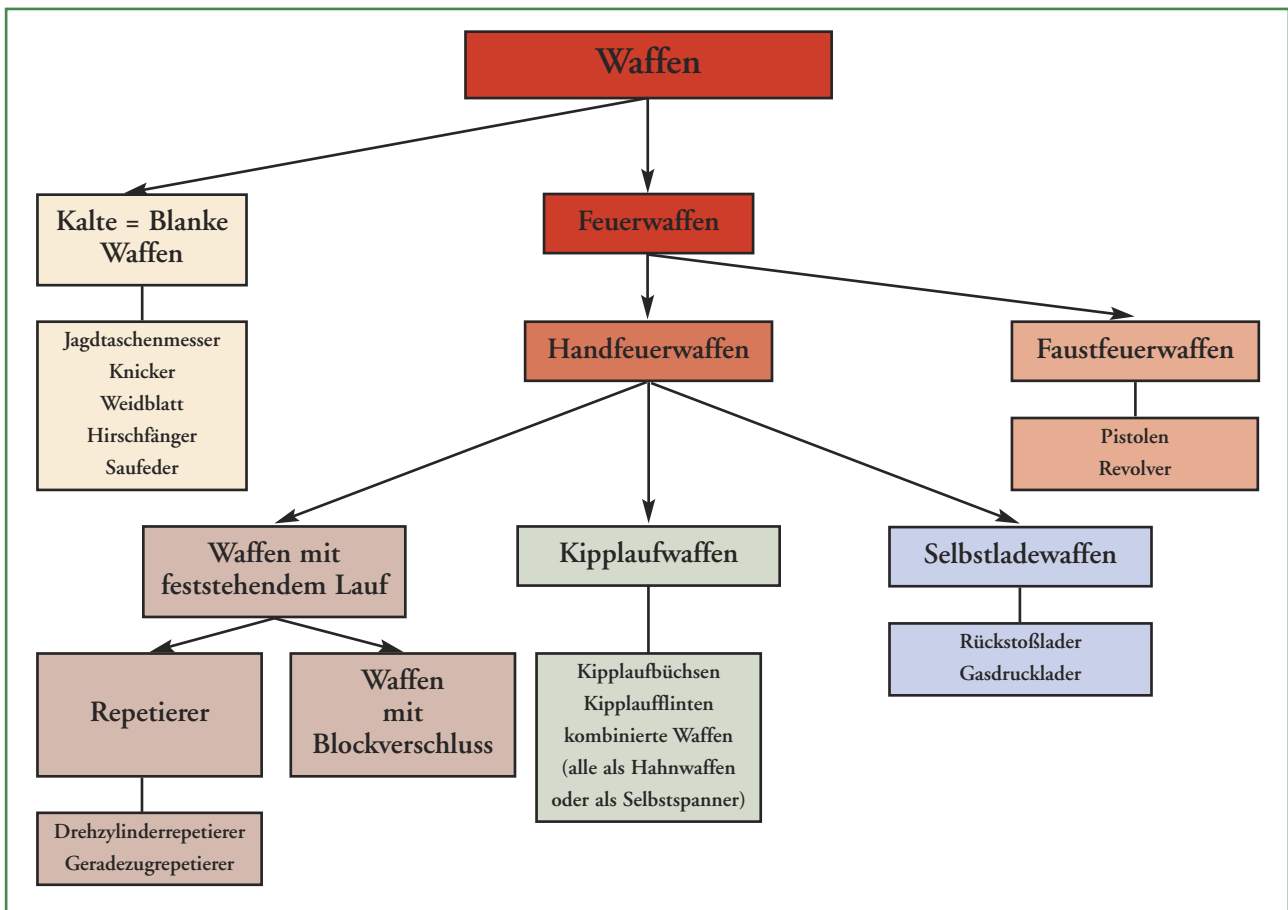 Waffen
Kalte = Blanke
Waffen
Feuerwaffen
Jagdtaschenmesser
Knicker
Weidblatt
Hirschfänger
Saufeder
Handfeuerwaffen
Faustfeuerwaffen
Pistolen
Revolver
Waffen mit
feststehendem Lauf
Kipplaufwaffen
Selbstladewaffen
Rückstoßlader
Gasdrucklader
Repetierer
Waffen
mit
Blockverschluss
Kipplaufbüchsen
Kipplaufflinten
kombinierte Waffen
(alle als Hahnwaffen
oder als Selbstspanner)
Drehzylinderrepetierer
Geradezugrepetierer